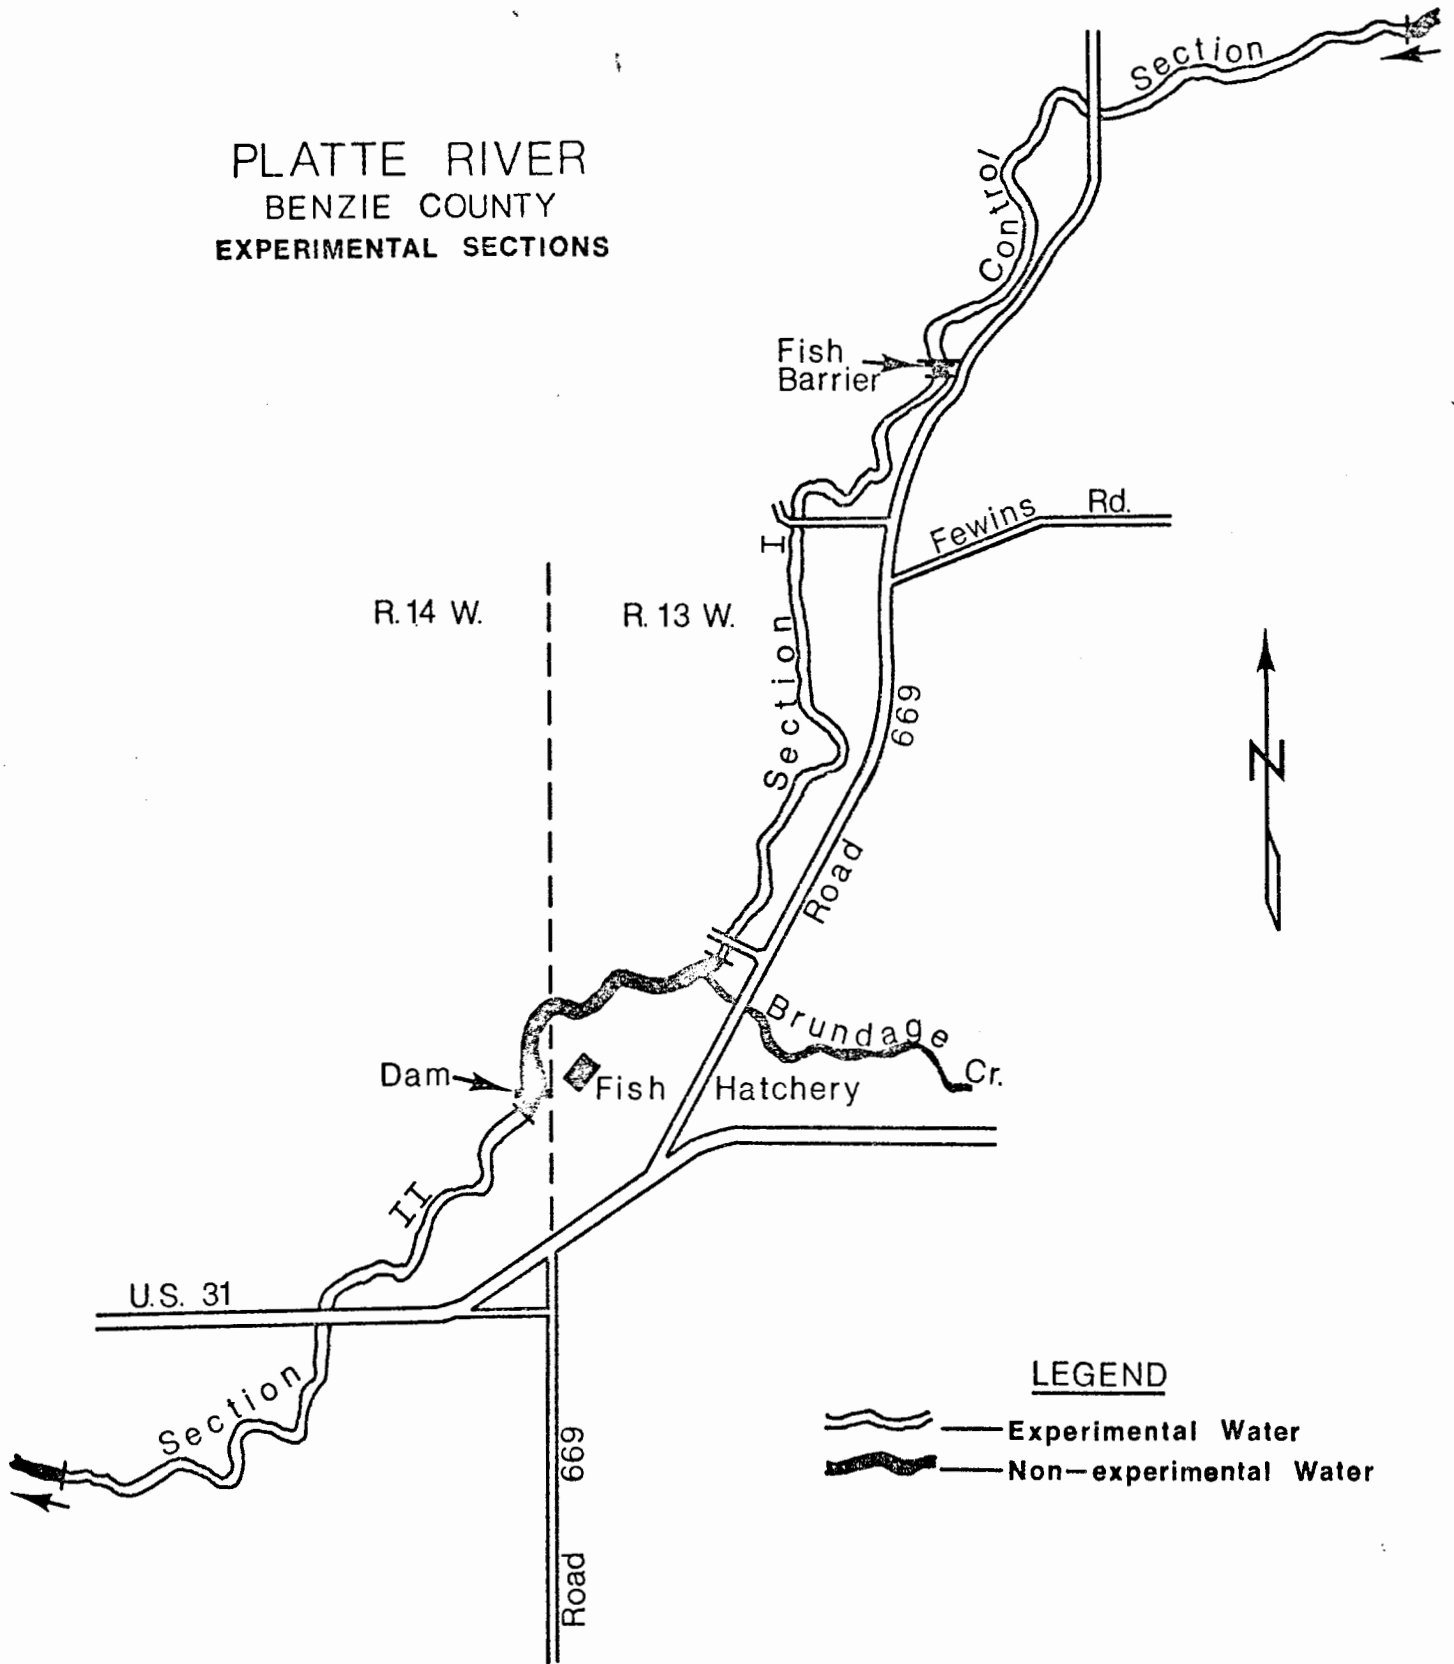 PLATTE RIVER
BENZIE COUNTY
EXPERIMENTAL SECTIONS
Control Section
Fish
Barrier
Fewins Rd.
R. 14 W.
R. 13 W.
Section I
Road 669
N
Brundage Cr.
Dam
Fish Hatchery
Section II
U.S. 31
Road 669
LEGEND
Experimental Water
Non-experimental Water